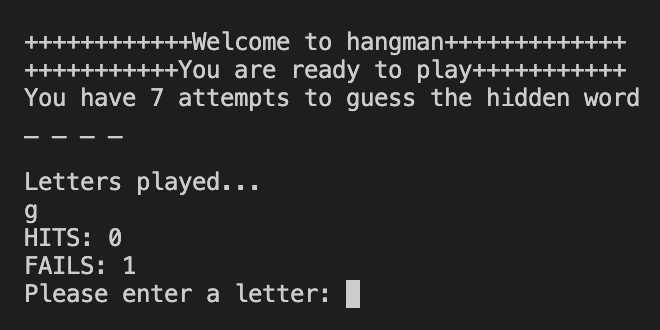 ++++++++++++Welcome to hangman+++++++++++++
+++++++++++You are ready to play+++++++++++
You have 7 attempts to guess the hidden word
_ _ _ _
Letters played...
g
HITS: 0
FAILS: 1
Please enter a letter: